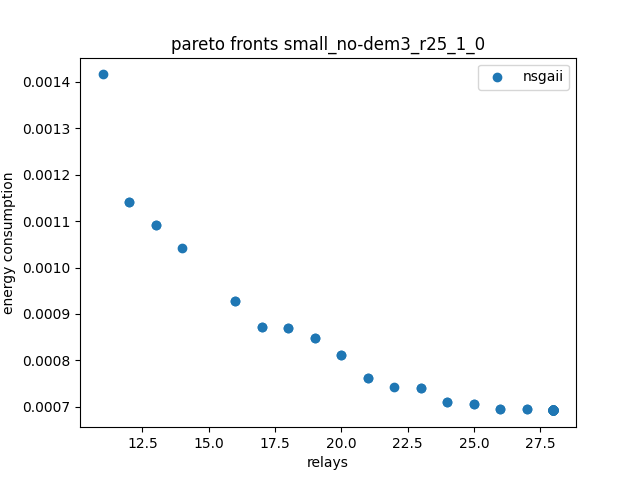 pareto fronts small_no-dem3_r25_1_0
nsgaii
0.0014
0.0013
0.0012
0.0011
0.0010
0.0009
0.0008
0.0007
energy consumption
12.5 15.0 17.5 20.0 22.5 25.0 27.5
relays